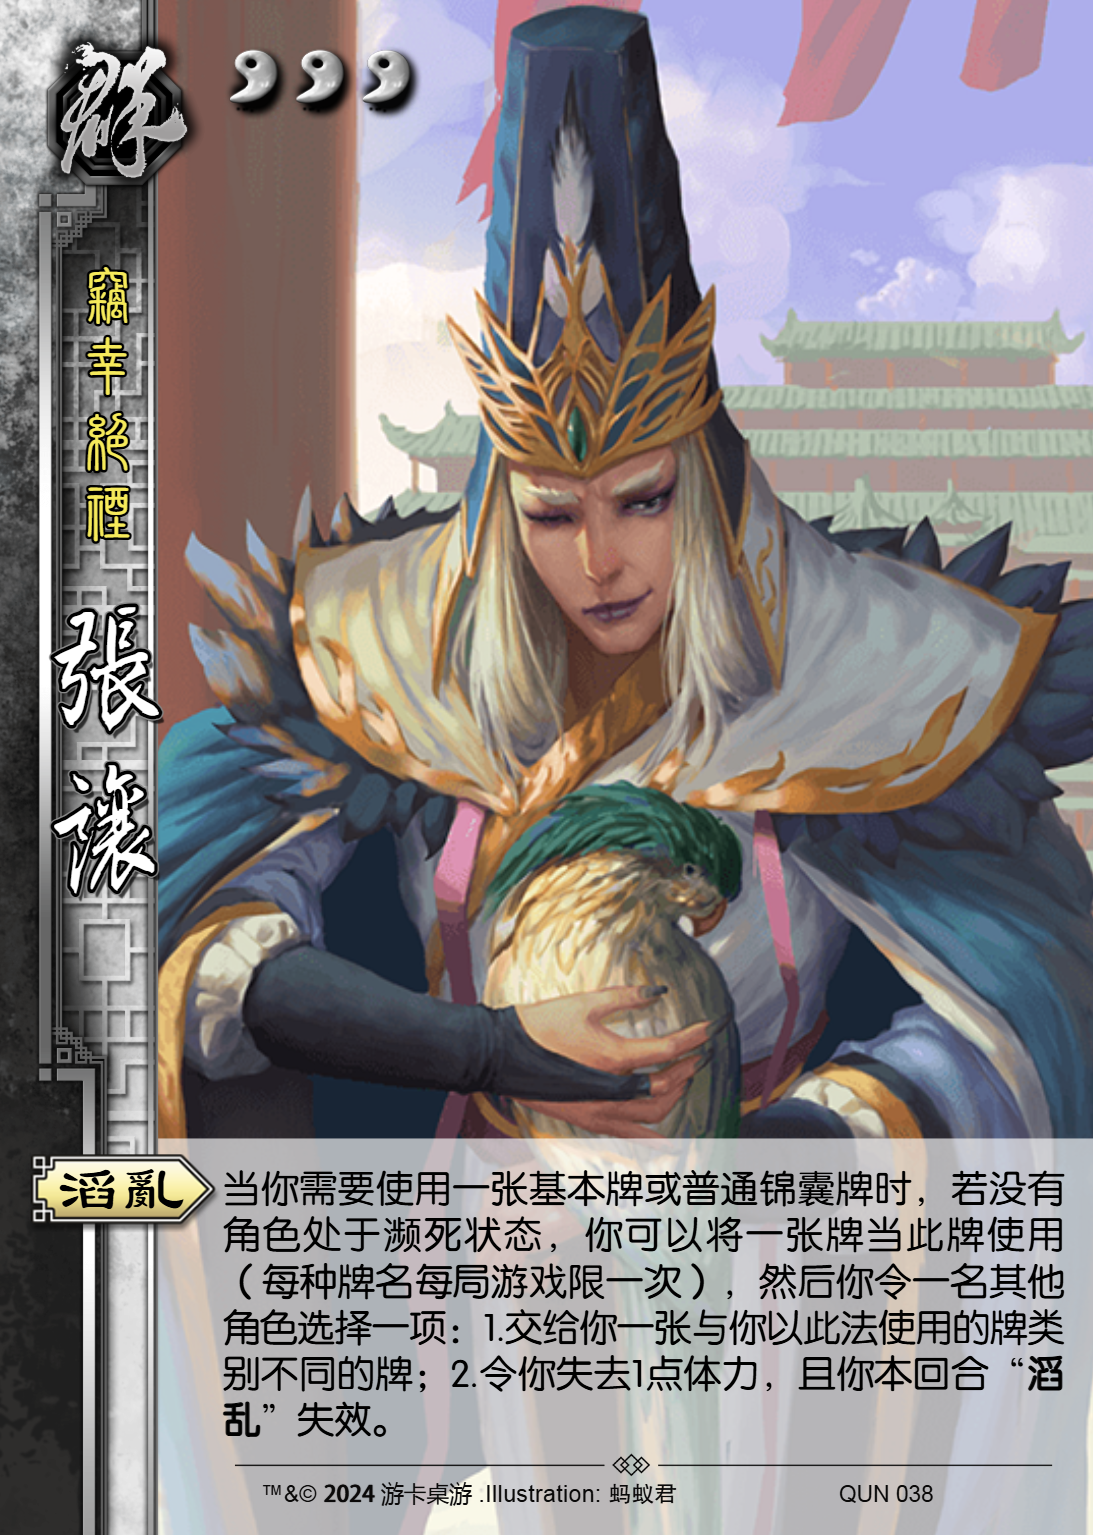 群
竊幸絕禋
張讓
滔亂
当你需要使用一张基本牌或普通锦囊牌时，若没有
角色处于濒死状态，你可以将一张牌当此牌使用
（每种牌名每局游戏限一次），然后你令一名其他
角色选择一项：1.交给你一张与你以此法使用的牌类
别不同的牌；2.令你失去1点体力，且你本回合“滔
乱”失效。
™&© 2024 游卡桌游 .Illustration: 蚂蚁君
QUN 038